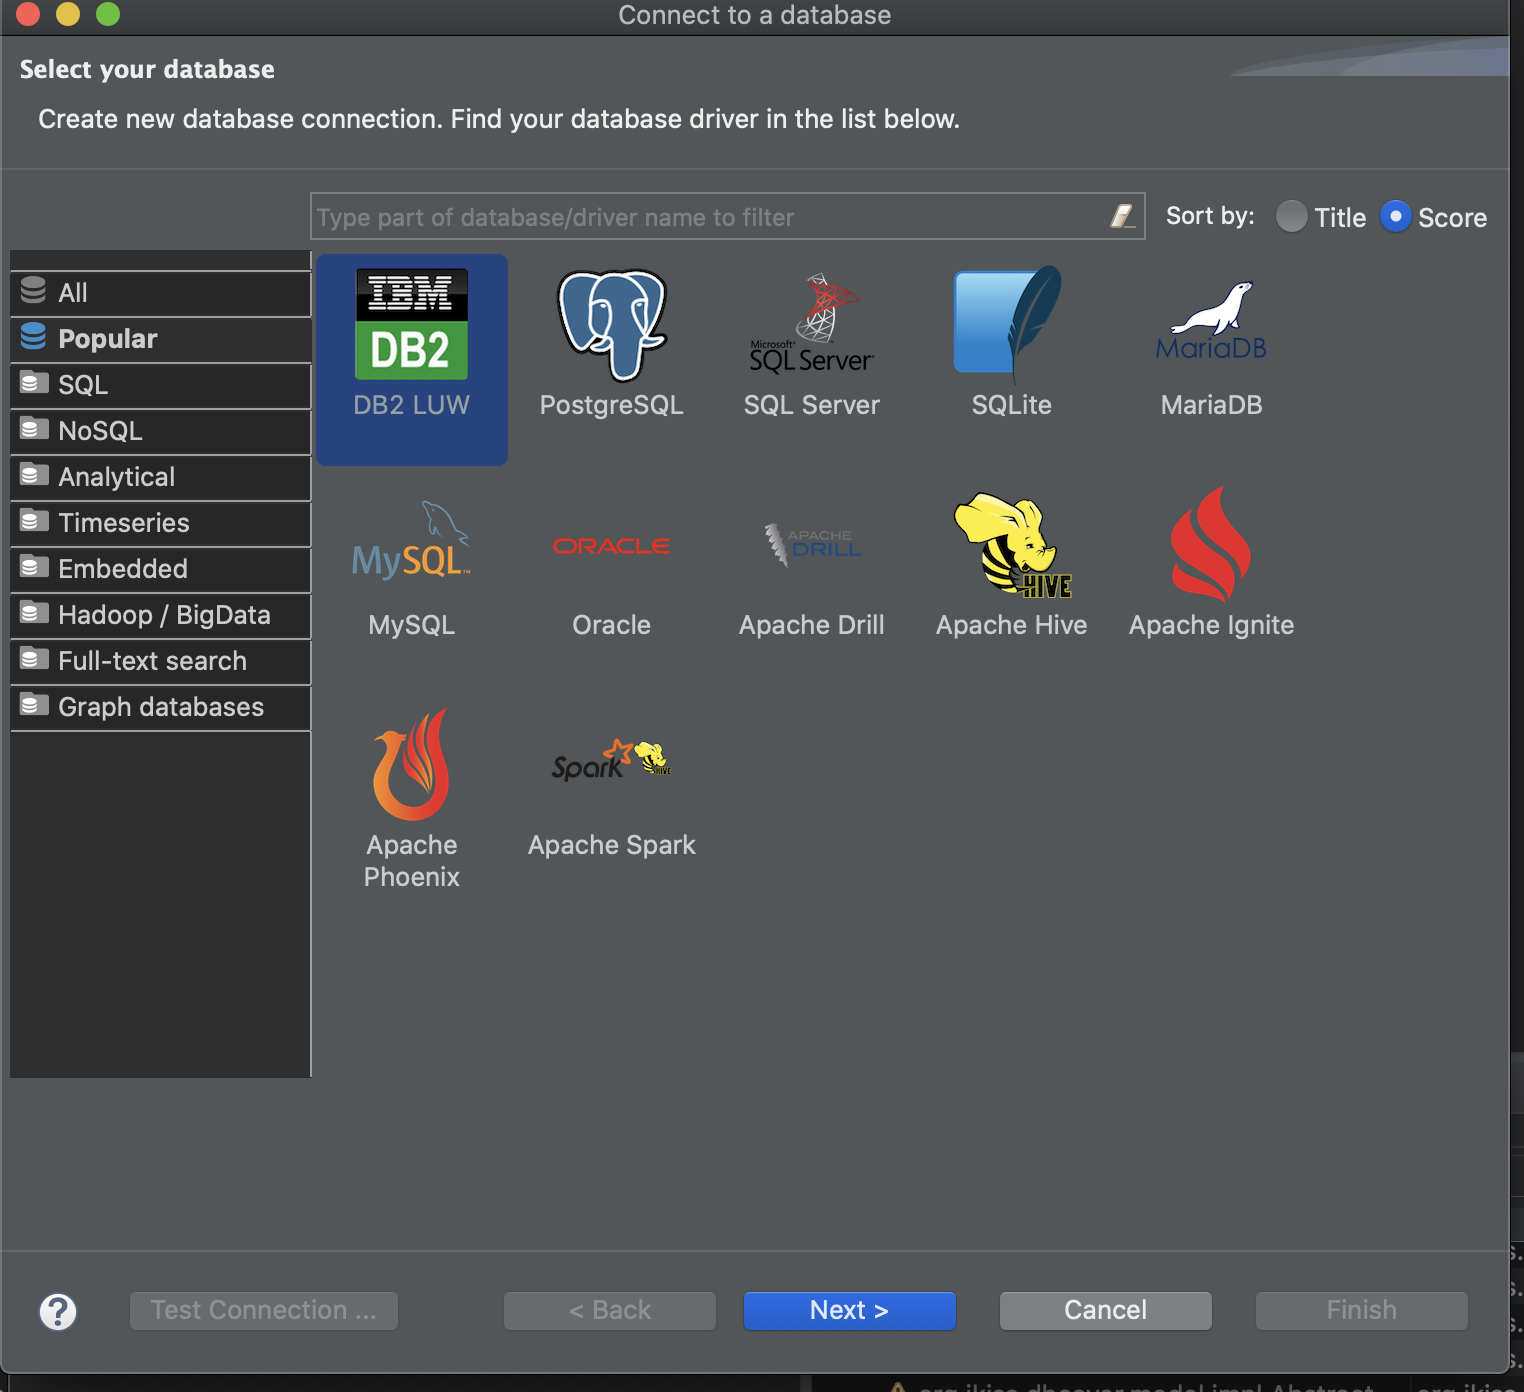 Connect to a database
Select your database
Create new database connection. Find your database driver in the list below.
Type part of database/driver name to filter
Sort by: Title Score
All
Popular
SQL
NoSQL
Analytical
Timeseries
Embedded
Hadoop / BigData
Full-text search
Graph databases
IBM
DB2
DB2 LUW
PostgreSQL
Microsoft®
SQL Server
SQL Server
SQLite
MariaDB
MariaDB
MySQL™
MySQL
ORACLE
Oracle
APACHE
DRILL
Apache Drill
HIVE
Apache Hive
Apache Ignite
Apache
Phoenix
Spark HIVE
Apache Spark
?
Test Connection ...
< Back
Next >
Cancel
Finish